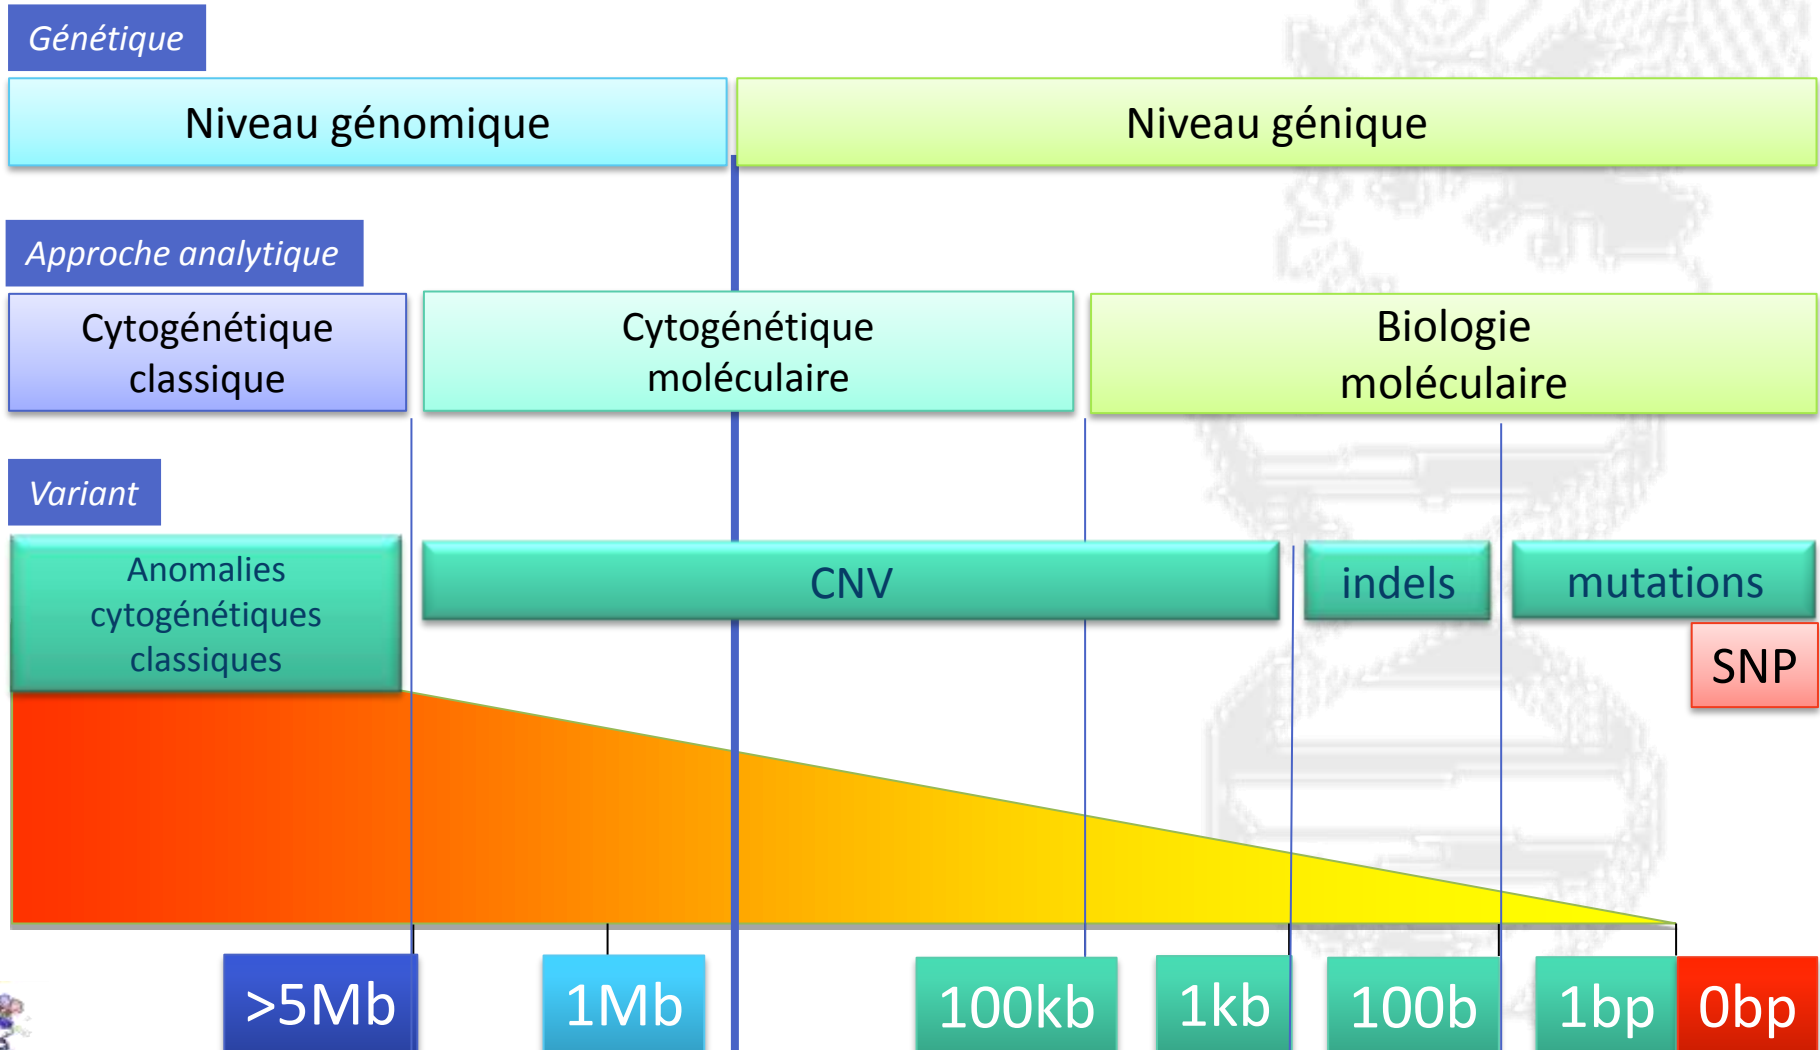 Génétique
Niveau génomique
Niveau génique
Approche analytique
Cytogénétique
classique
Cytogénétique
moléculaire
Biologie
moléculaire
Variant
Anomalies
cytogénétiques
classiques
CNV
indels
mutations
SNP
>5Mb
1Mb
100kb
1kb
100b
1bp
0bp